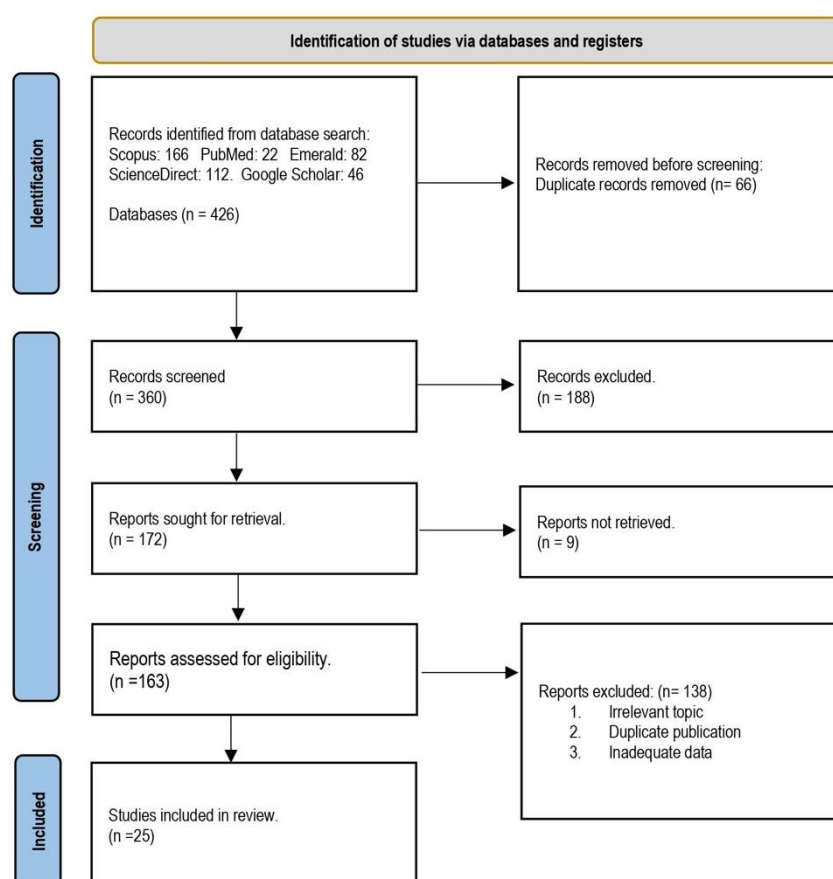 Identification of studies via databases and registers
Identification
Records identified from database search:
Scopus: 166 PubMed: 22 Emerald: 82
ScienceDirect: 112. Google Scholar: 46
Databases (n = 426)
Records removed before screening:
Duplicate records removed (n= 66)
Screening
Records screened
(n = 360)
Records excluded.
(n = 188)
Reports sought for retrieval.
(n = 172)
Reports not retrieved.
(n = 9)
Reports assessed for eligibility.
(n =163)
Reports excluded: (n= 138)
1. Irrelevant topic
2. Duplicate publication
3. Inadequate data
Included
Studies included in review.
(n =25)